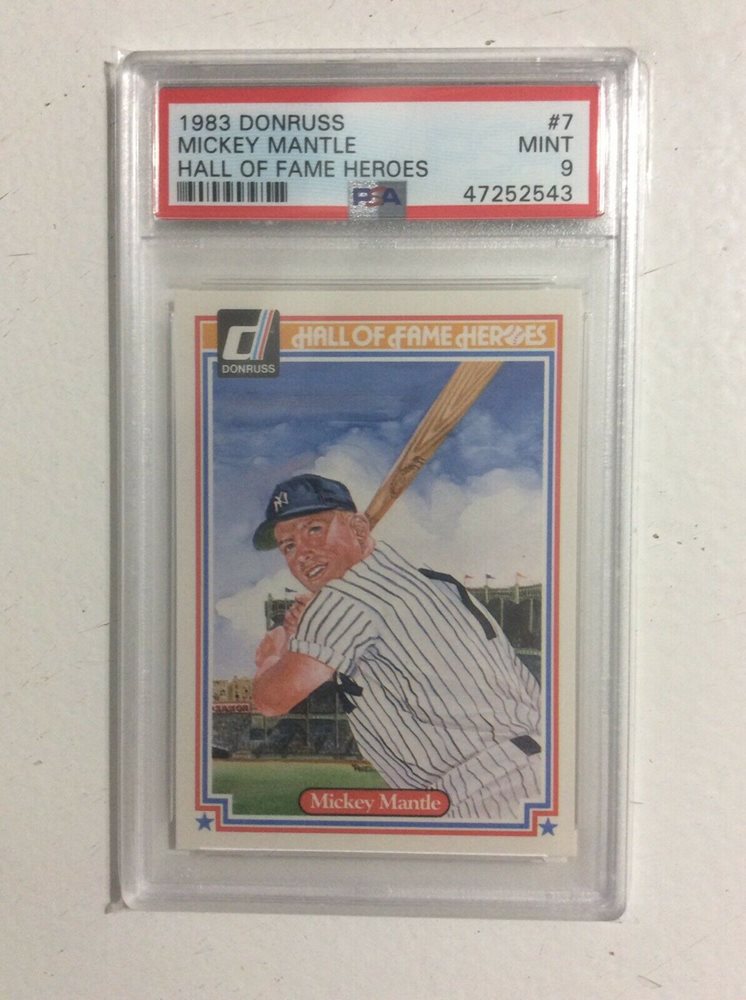 1983 DONRUSS #7
MICKEY MANTLE MINT
HALL OF FAME HEROES 9
PSA 47252543
d
DONRUSS
HALL OF FAME HEROES
NY
7
Mickey Mantle